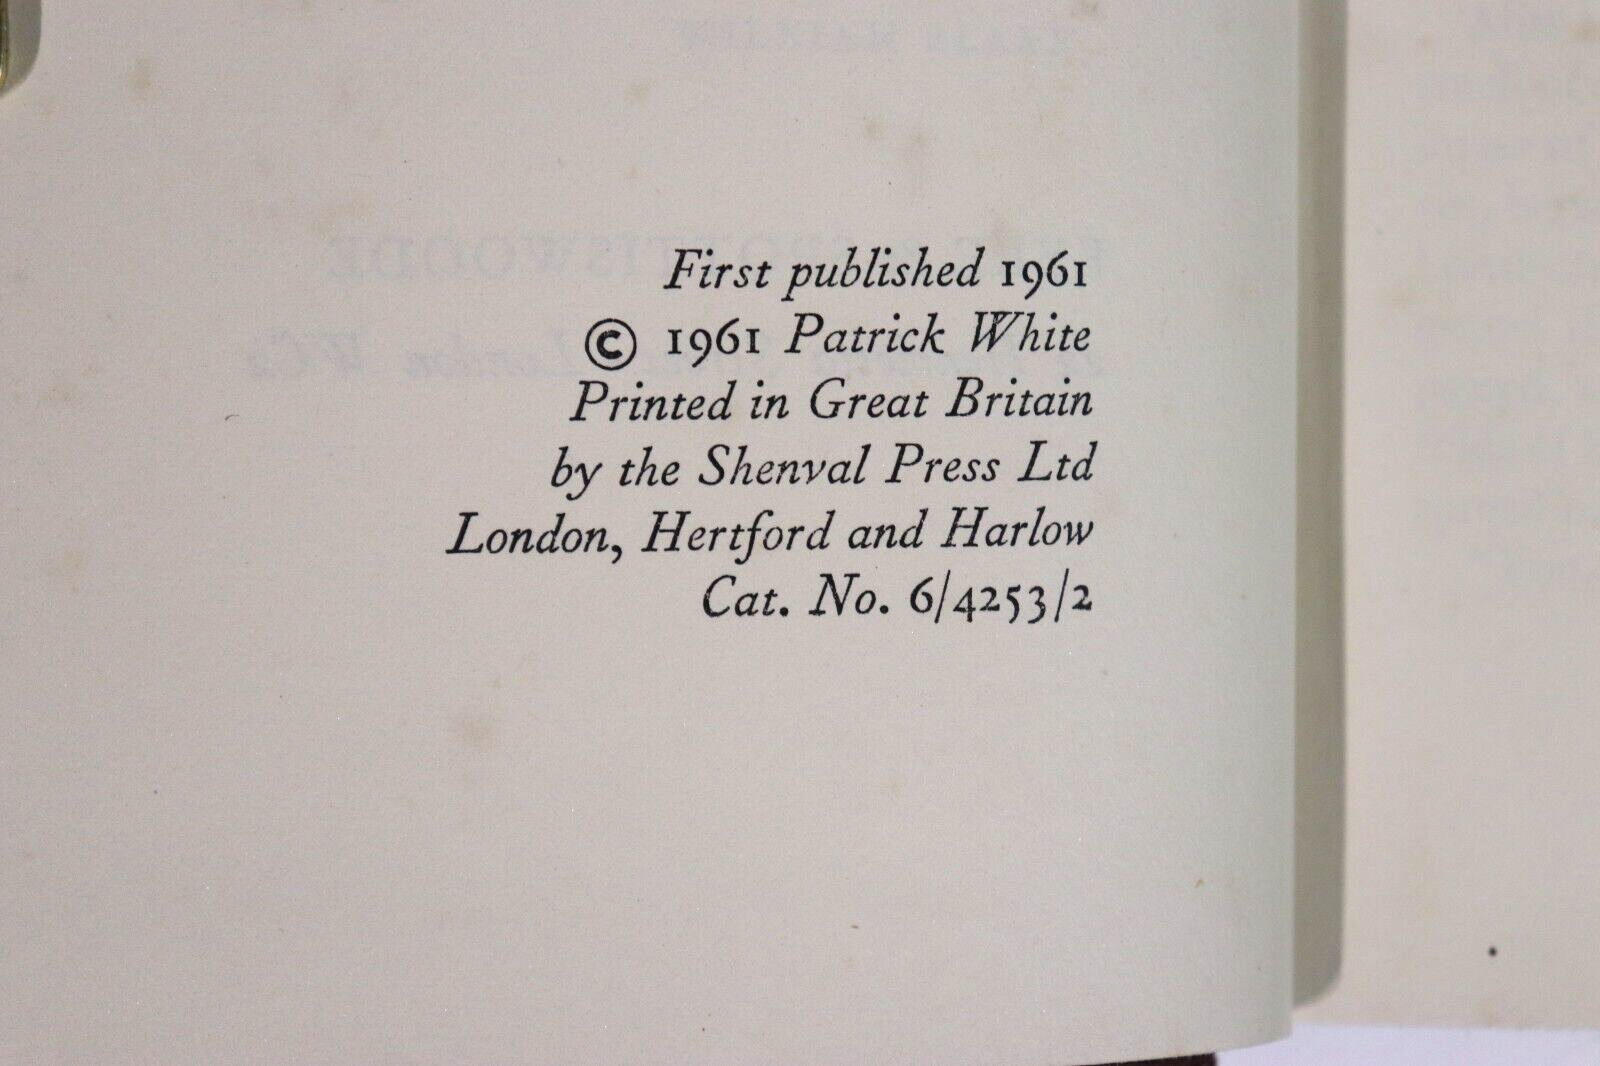 First published 1961
© 1961 Patrick White
Printed in Great Britain
by the Shenval Press Ltd
London, Hertford and Harlow
Cat. No. 6/4253/2